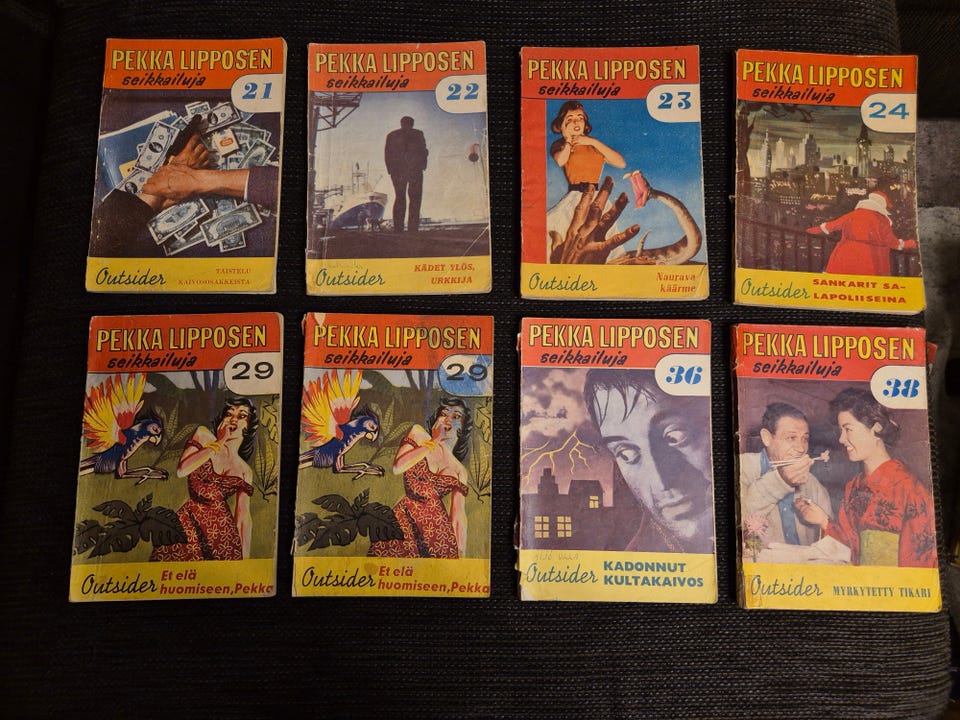 PEKKA LIPPOSEN
seikkailuja
21
Outsider
TAISTELU
KAIVOSOSAKKEISTA
PEKKA LIPPOSEN
seikkailuja
22
Outsider
KÄDET YLÖS,
URKKIJA
PEKKA LIPPOSEN
seikkailuja
23
Outsider
Naurava
käärme
PEKKA LIPPOSEN
seikkailuja
24
Outsider
SANKARIT SA-
LAPOLIISEINA
PEKKA LIPPOSEN
seikkailuja
29
Outsider
Et elä
huomiseen, Pekka
PEKKA LIPPOSEN
seikkailuja
29
Outsider
Et elä
huomiseen, Pekka
PEKKA LIPPOSEN
seikkailuja
36
Outsider
KADONNUT
KULTAKAIVOS
PEKKA LIPPOSEN
seikkailuja
38
Outsider
MYRKYTETTY TIKARI